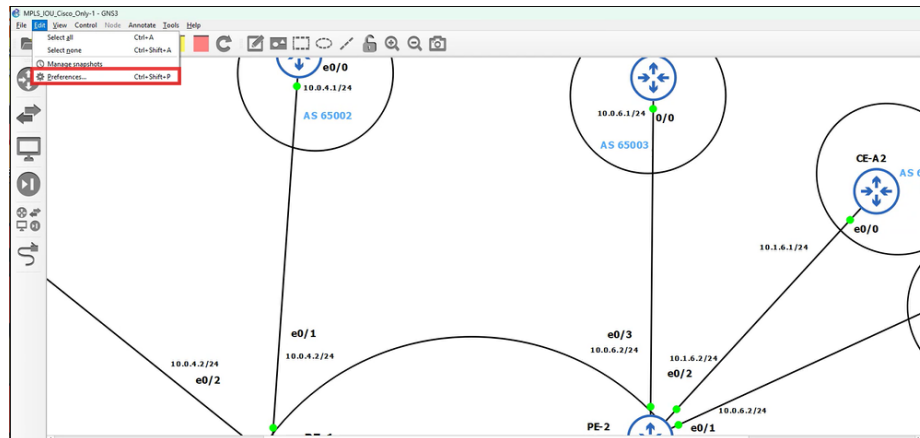 MPLS_IOU_Cisco_Only-1 - GNS3
File Edit View Control Node Annotate Tools Help
Select all Ctrl+A
Select none Ctrl+Shift+A
Manage snapshots
Preferences... Ctrl+Shift+P
e0/0
10.0.4.1/24
AS 65002
10.0.6.1/24
0/0
AS 65003
CE-A2
AS 6
e0/0
10.1.6.1/24
e0/1
10.0.4.2/24
10.0.4.2/24
e0/2
e0/3
10.0.6.2/24
10.1.6.2/24
e0/2
10.0.6.2/24
PE-2
e0/1